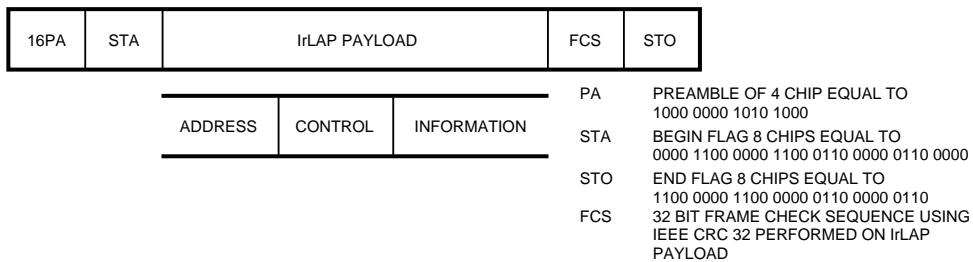 16PA STA IrLAP PAYLOAD FCS STO
ADDRESS CONTROL INFORMATION
PA PREAMBLE OF 4 CHIP EQUAL TO
1000 0000 1010 1000
STA BEGIN FLAG 8 CHIPS EQUAL TO
0000 1100 0000 1100 0110 0000 0110 0000
STO END FLAG 8 CHIPS EQUAL TO
1100 0000 1100 0000 0110 0000 0110
FCS 32 BIT FRAME CHECK SEQUENCE USING
IEEE CRC 32 PERFORMED ON IrLAP
PAYLOAD